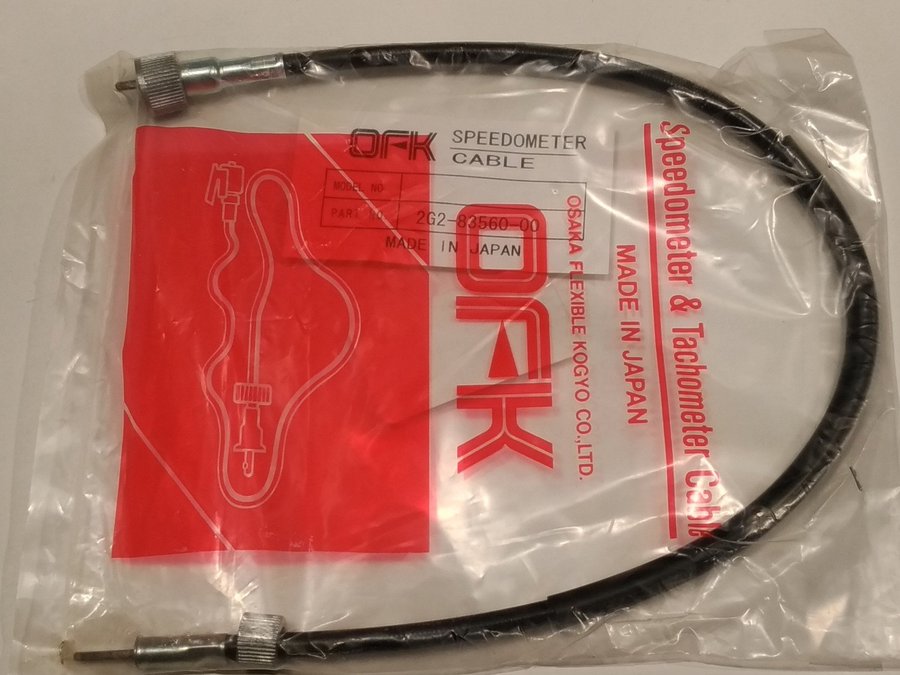 OFK SPEEDOMETER
CABLE
MODEL NO
PART NO. 2G2-83560-00
MADE IN JAPAN
OFK
OSAKA FLEXIBLE KOGYO CO.,LTD.
MADE IN JAPAN
Speedometer & Tachometer Cable